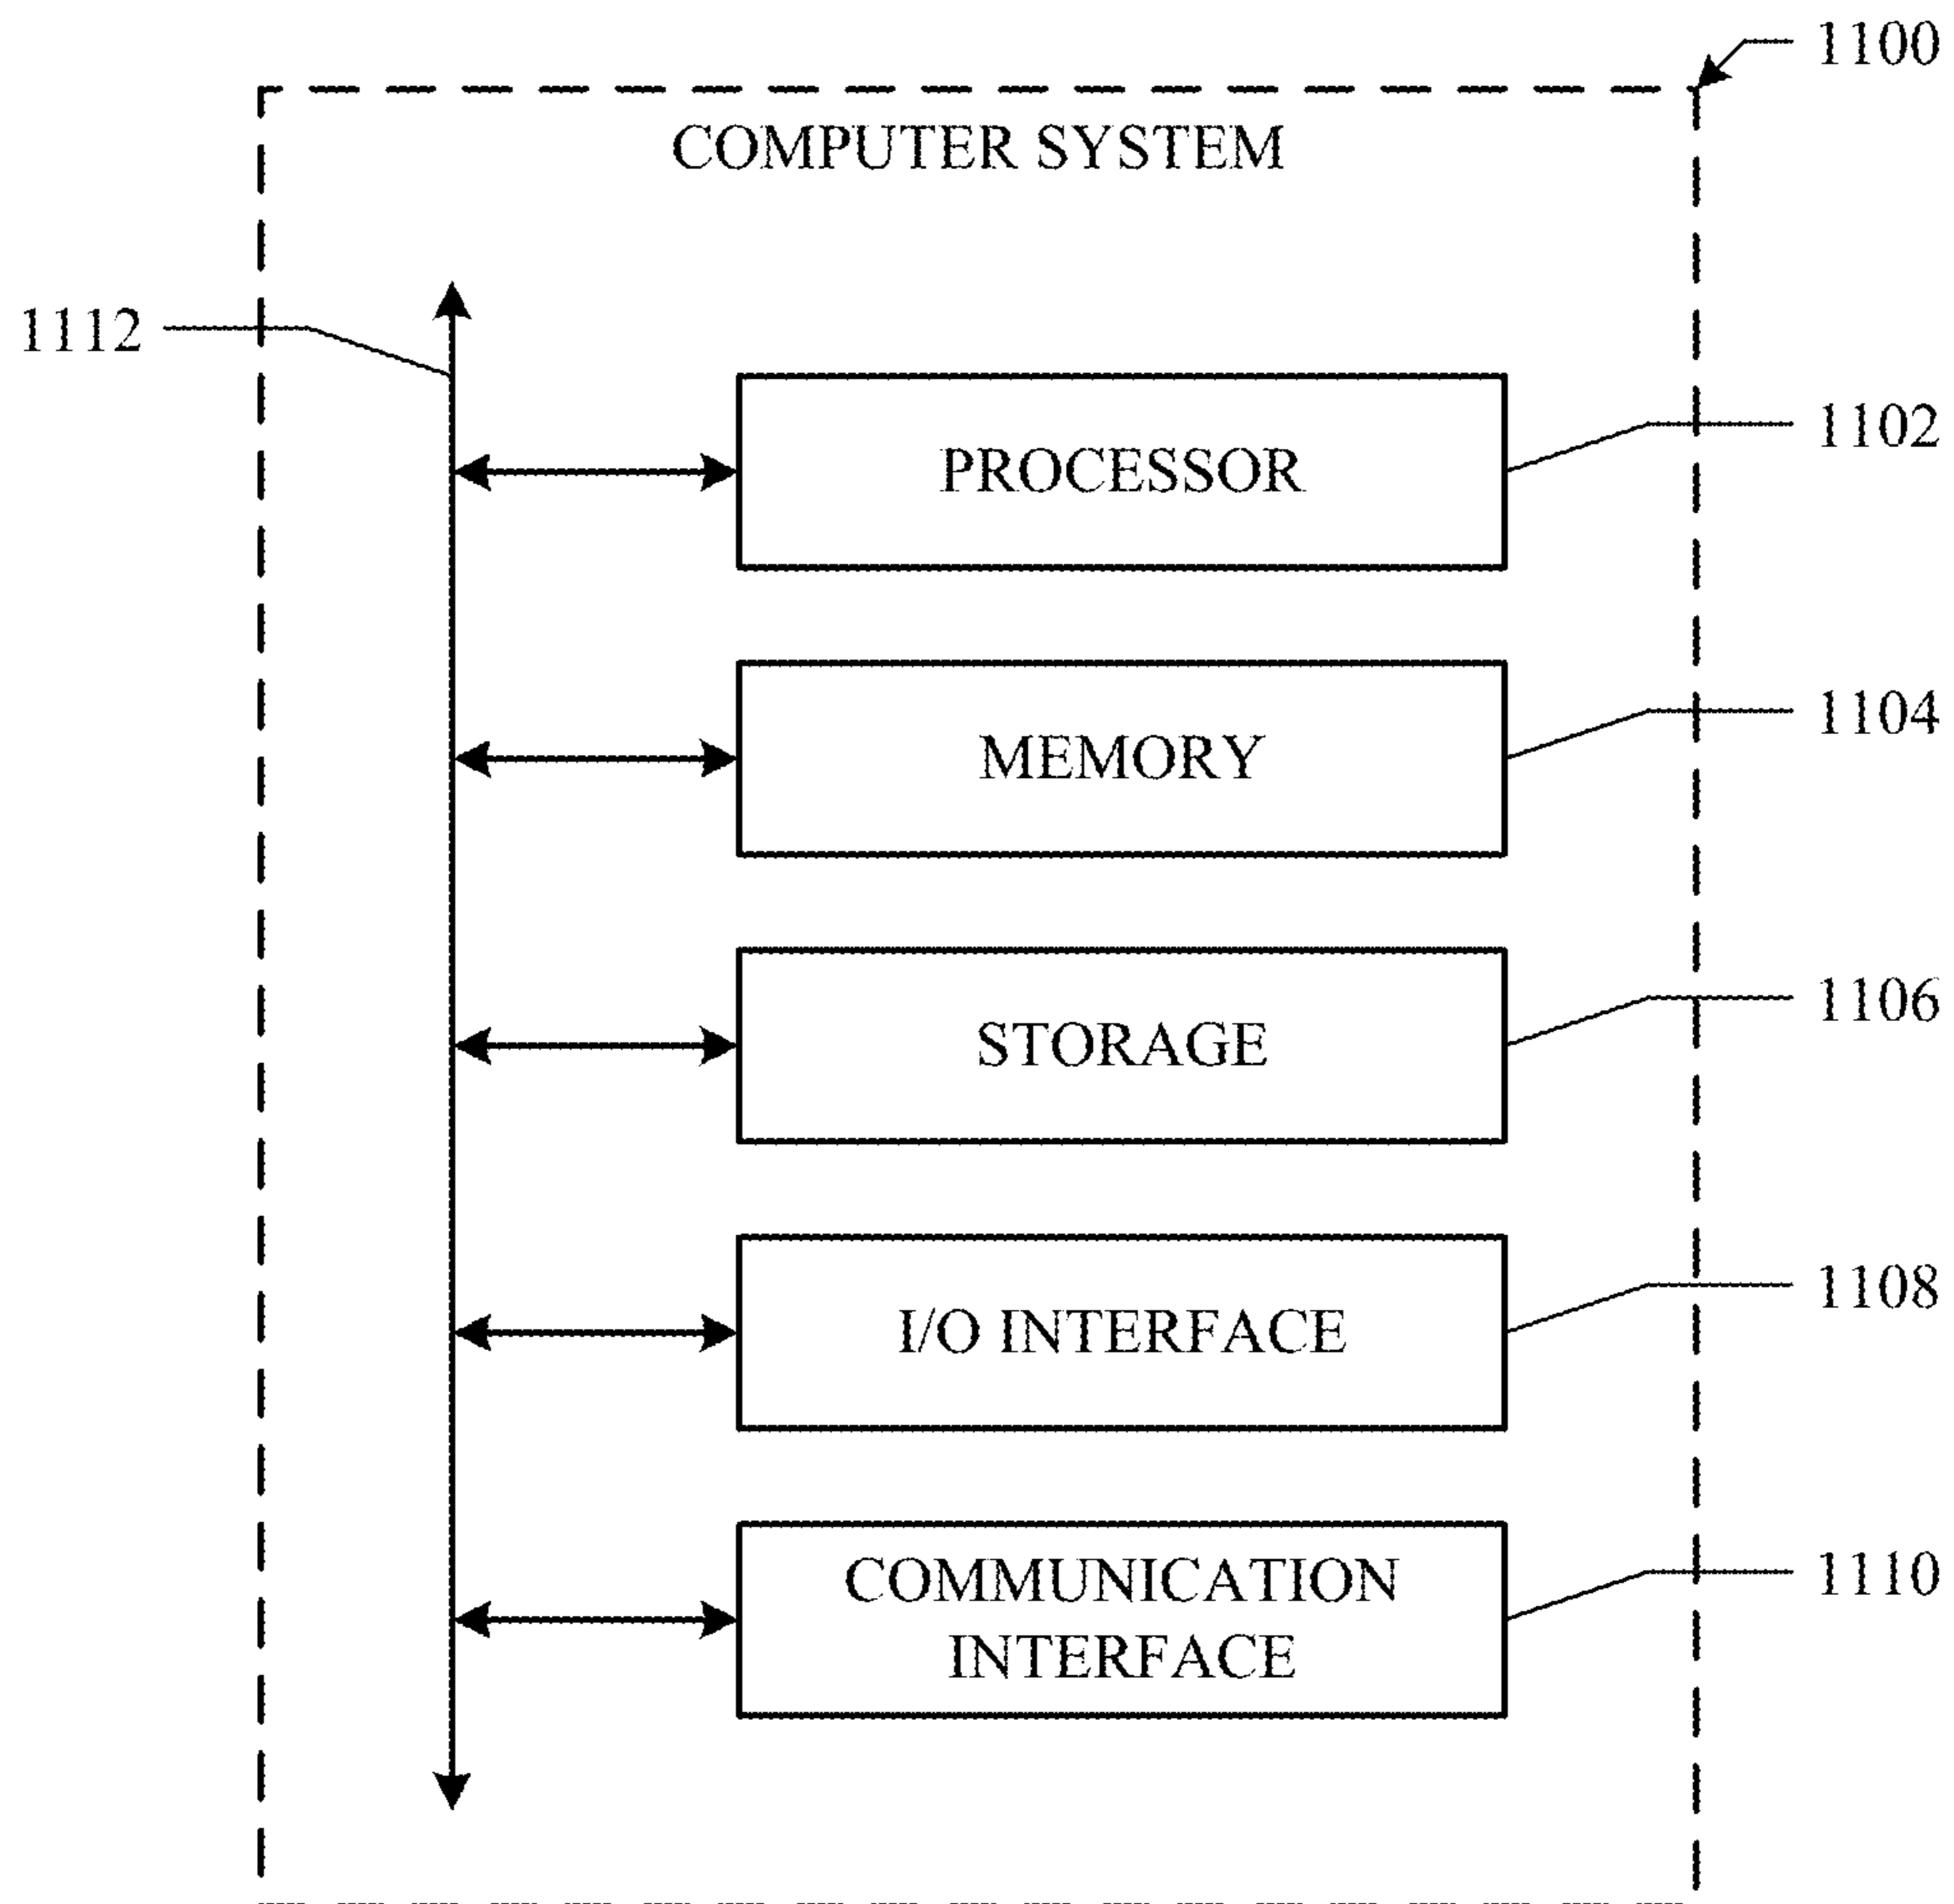 1100
COMPUTER SYSTEM
1112
PROCESSOR
1102
MEMORY
1104
STORAGE
1106
I/O INTERFACE
1108
COMMUNICATION
INTERFACE
1110